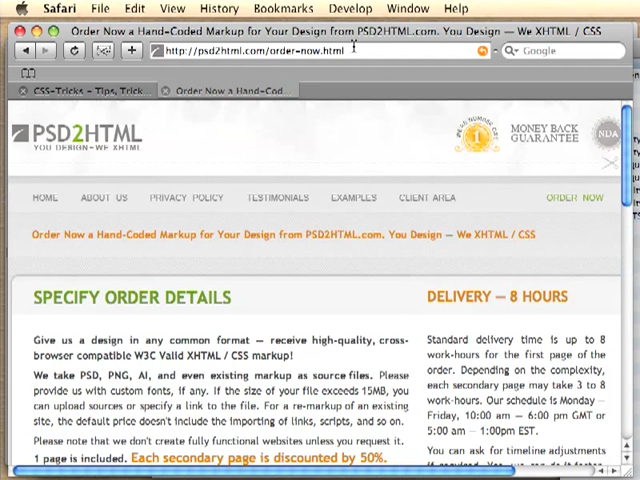 Safari File Edit View History Bookmarks Develop Window Help
Order Now a Hand-Coded Markup for Your Design from PSD2HTML.com. You Design — We XHTML / CSS
http://psd2html.com/order-now.html
Google
CSS-Tricks - Tips, Trick...
Order Now a Hand-Cod...
PSD2HTML
YOU DESIGN—WE XHTML
1
MONEY BACK
GUARANTEE
NDA
HOME ABOUT US PRIVACY POLICY TESTIMONIALS EXAMPLES CLIENT AREA ORDER NOW
Order Now a Hand-Coded Markup for Your Design from PSD2HTML.com. You Design — We XHTML / CSS
SPECIFY ORDER DETAILS
Give us a design in any common format — receive high-quality, cross-
browser compatible W3C Valid XHTML / CSS markup!
We take PSD, PNG, AI, and even existing markup as source files. Please
provide us with custom fonts, if any. If the size of your file exceeds 15MB, you
can upload sources or specify a link to the file. For a re-markup of an existing
site, the default price doesn't include the importing of links, scripts, and so on.
Please note that we don't create fully functional websites unless you request it.
1 page is included. Each secondary page is discounted by 50%.
DELIVERY — 8 HOURS
Standard delivery time is up to 8
work-hours for the first page of the
order. Depending on the complexity,
each secondary page may take 3 to 8
work-hours. Our schedule is Monday —
Friday, 10:00 am — 6:00 pm GMT or
5:00 am — 1:00pm EST.
You can ask for timeline adjustments